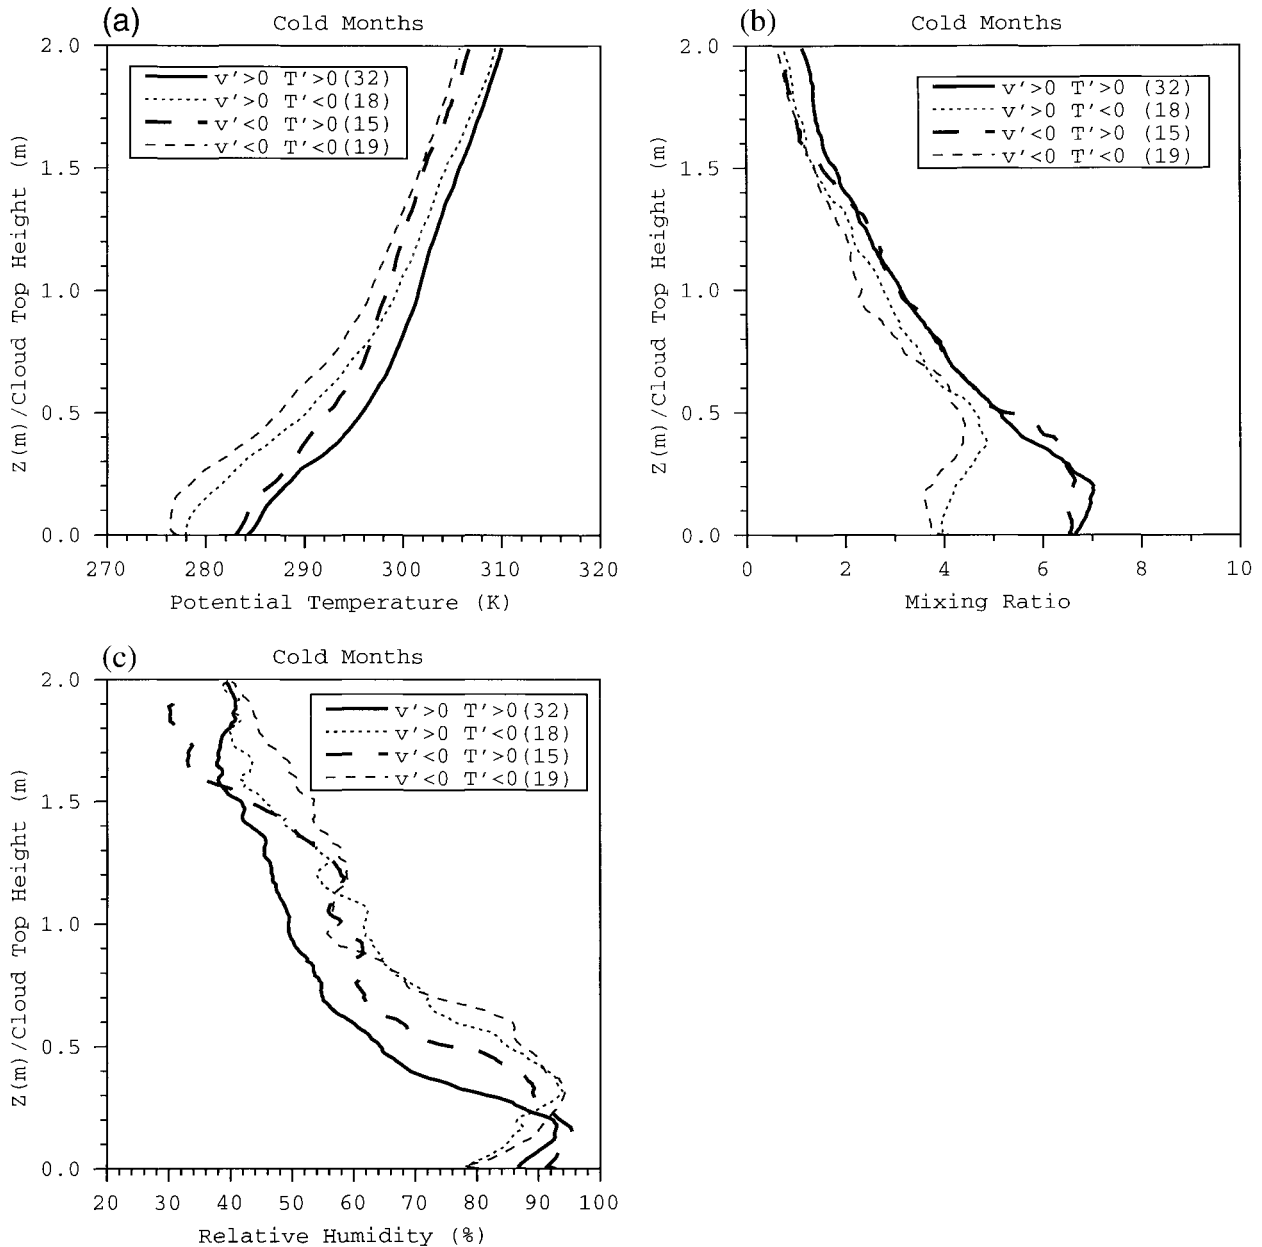 (a) Cold Months
2.0
v'>0 T'>0(32)
v'>0 T'<0(18)
v'<0 T'>0(15)
v'<0 T'<0(19)
1.5
1.0
0.5
0.0
Z(m)/Cloud Top Height (m)
270 280 290 300 310 320
Potential Temperature (K)
(b) Cold Months
2.0
v'>0 T'>0 (32)
v'>0 T'<0 (18)
v'<0 T'>0 (15)
v'<0 T'<0 (19)
1.5
1.0
0.5
0.0
Z(m)/Cloud Top Height (m)
0 2 4 6 8 10
Mixing Ratio
(c) Cold Months
2.0
v'>0 T'>0(32)
v'>0 T'<0(18)
v'<0 T'>0(15)
v'<0 T'<0(19)
1.5
1.0
0.5
0.0
Z(m)/Cloud Top Height (m)
20 30 40 50 60 70 80 90 100
Relative Humidity (%)